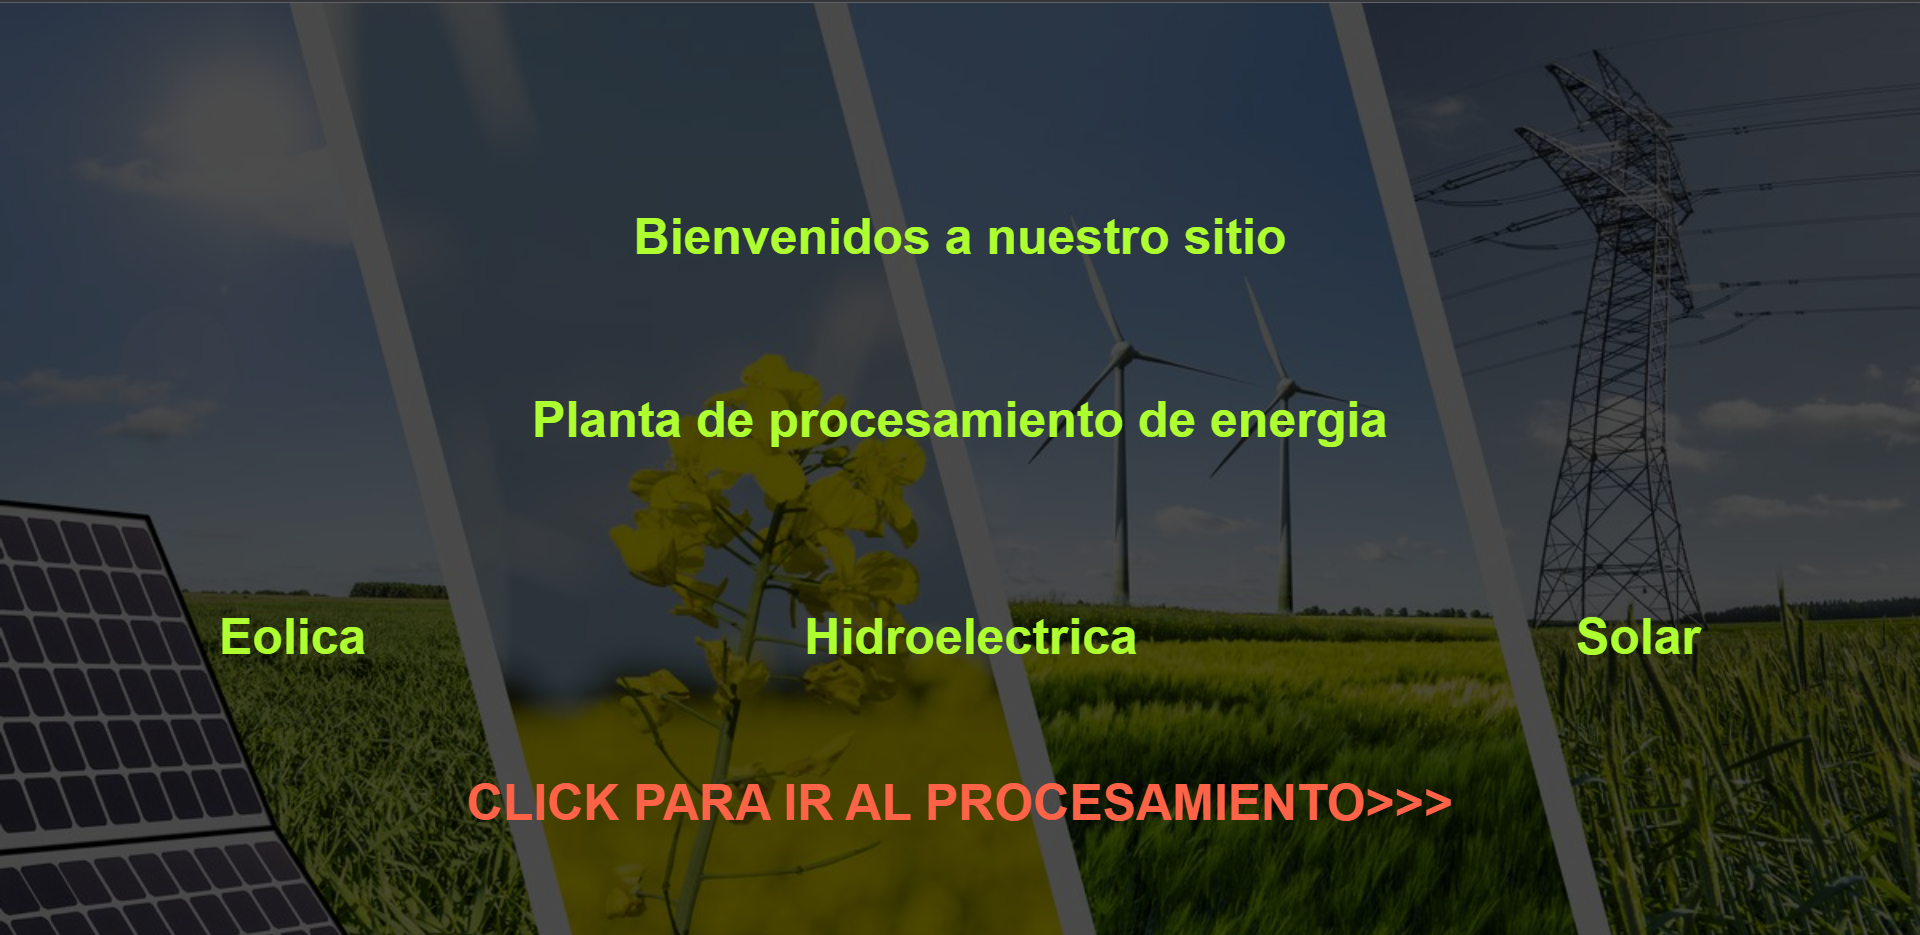 Bienvenidos a nuestro sitio
Planta de procesamiento de energia
Eolica Hidroelectrica Solar
CLICK PARA IR AL PROCESAMIENTO>>>